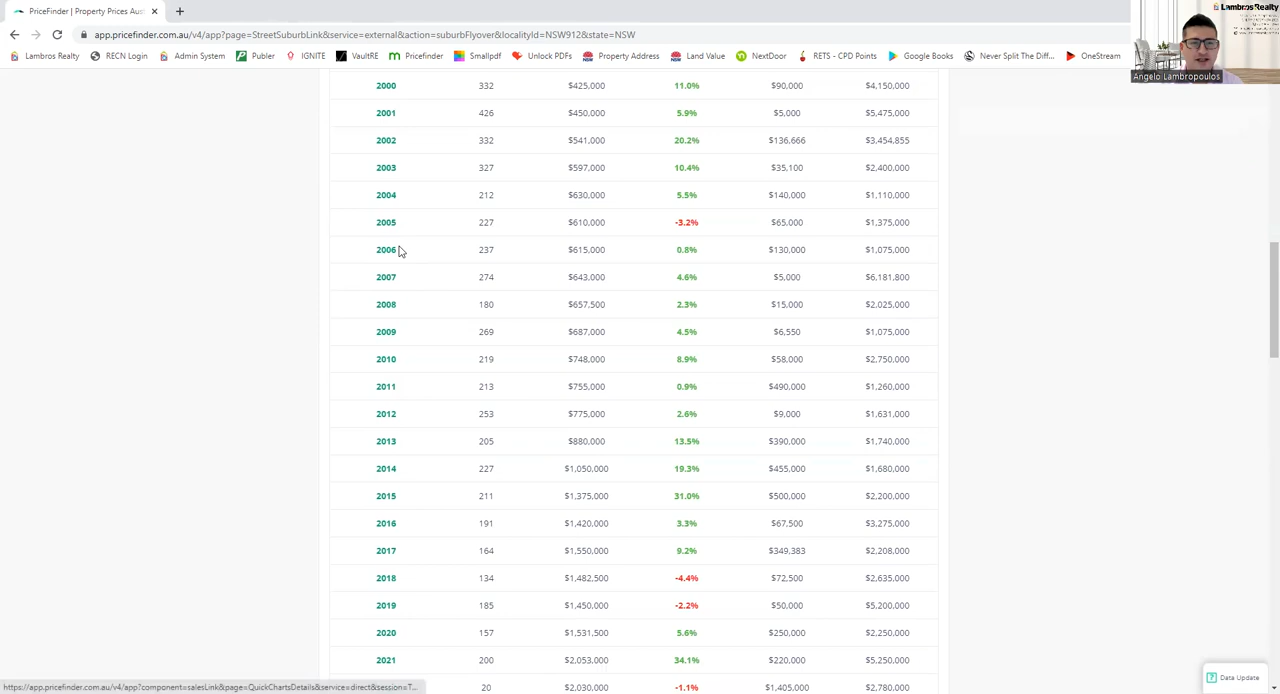 PriceFinder | Property Prices Aus
app.pricefinder.com.au/v4/app?page=StreetSuburbLink&service=external&action=suburbFlyover&localityId=NSW912&state=NSW
Lambros Realty RECN Login Admin System Publer IGNITE VaultRE Pricefinder Smallpdf Unlock PDFs Property Address Land Value NextDoor RETS - CPD Points Google Books Never Split The Diff... OneStream
Lambros Realty
Angelo Lambropoulos
2000 332 $425,000 11.0% $90,000 $4,150,000
2001 426 $450,000 5.9% $5,000 $5,475,000
2002 332 $541,000 20.2% $136,666 $3,454,855
2003 327 $597,000 10.4% $35,100 $2,400,000
2004 212 $630,000 5.5% $140,000 $1,110,000
2005 227 $610,000 -3.2% $65,000 $1,375,000
2006 237 $615,000 0.8% $130,000 $1,075,000
2007 274 $643,000 4.6% $5,000 $6,181,800
2008 180 $657,500 2.3% $15,000 $2,025,000
2009 269 $687,000 4.5% $6,550 $1,075,000
2010 219 $748,000 8.9% $58,000 $2,750,000
2011 213 $755,000 0.9% $490,000 $1,260,000
2012 253 $775,000 2.6% $9,000 $1,631,000
2013 205 $880,000 13.5% $390,000 $1,740,000
2014 227 $1,050,000 19.3% $455,000 $1,680,000
2015 211 $1,375,000 31.0% $500,000 $2,200,000
2016 191 $1,420,000 3.3% $67,500 $3,275,000
2017 164 $1,550,000 9.2% $349,383 $2,208,000
2018 134 $1,482,500 -4.4% $72,500 $2,635,000
2019 185 $1,450,000 -2.2% $50,000 $5,200,000
2020 157 $1,531,500 5.6% $250,000 $2,250,000
2021 200 $2,053,000 34.1% $220,000 $5,250,000
20 $2,030,000 -1.1% $1,405,000 $2,780,000
Data Update
https://app.pricefinder.com.au/v4/app?component=salesLink&page=QuickChartsDetails&service=direct&session=T...